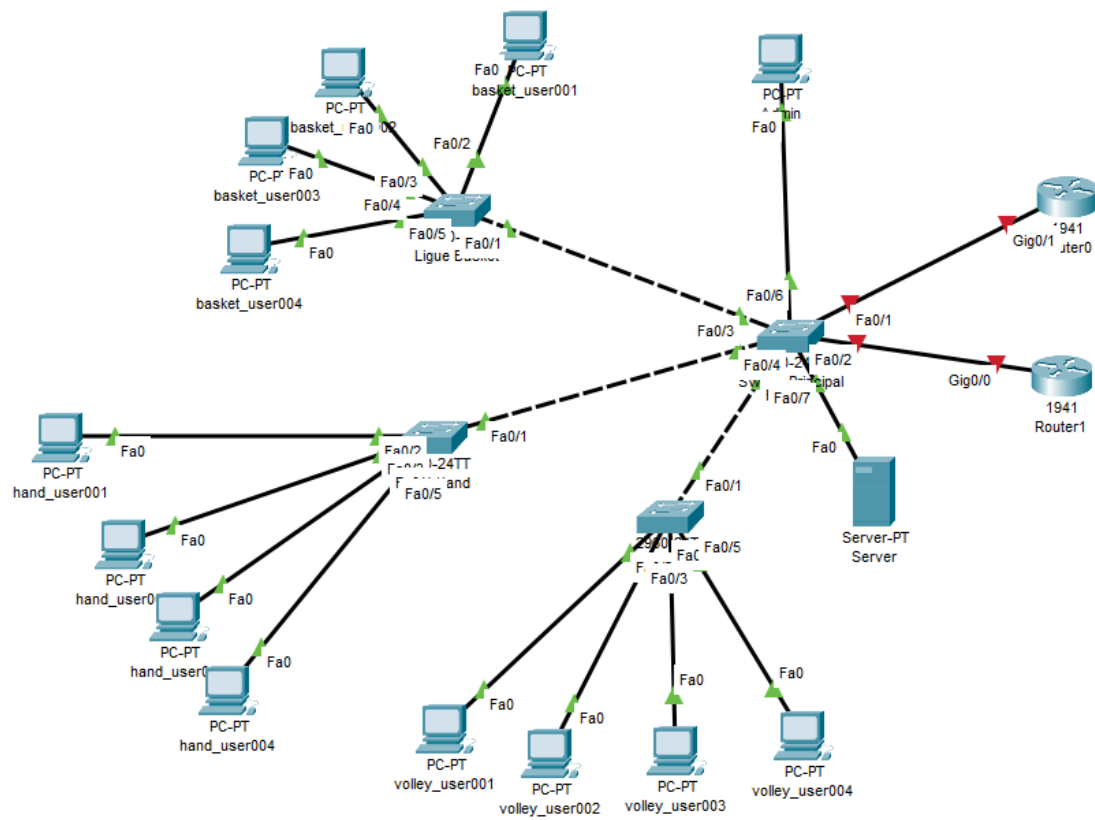 Fa0
PC-PT
basket_user001
PC-PT
Fa0
PC-PT
Fa0
Fa0/2
PC-PT
Fa0
Fa0/6
basket_user003
Fa0
Fa0/3
Fa0/4
Fa0/5
Fa0/1
Ligue
PC-PT
basket_user004
Gig0/1
1941
Fa0/1
Fa0/3
Fa0/4
Fa0/2
Fa0/7
Gig0/0
1941
Router1
Fa0
PC-PT
hand_user001
Fa0/2
Fa0/1
Fa0/5
Fa0
Server-PT
Server
Fa0
PC-PT
Fa0
PC-PT
Fa0
PC-PT
hand_user004
Fa0/1
Fa0/5
Fa0/3
Fa0
PC-PT
volley_user001
Fa0
PC-PT
volley_user002
Fa0
PC-PT
volley_user003
Fa0
PC-PT
volley_user004